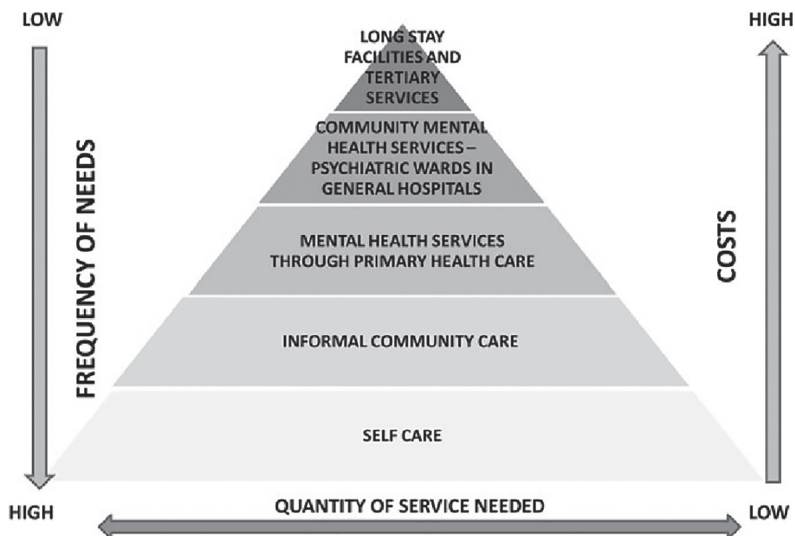 LOW
HIGH
LONG STAY
FACILITIES AND
TERTIARY
SERVICES
COMMUNITY MENTAL
HEALTH SERVICES –
PSYCHIATRIC WARDS IN
GENERAL HOSPITALS
FREQUENCY OF NEEDS
MENTAL HEALTH SERVICES
THROUGH PRIMARY HEALTH CARE
COSTS
INFORMAL COMMUNITY CARE
SELF CARE
HIGH
QUANTITY OF SERVICE NEEDED
LOW